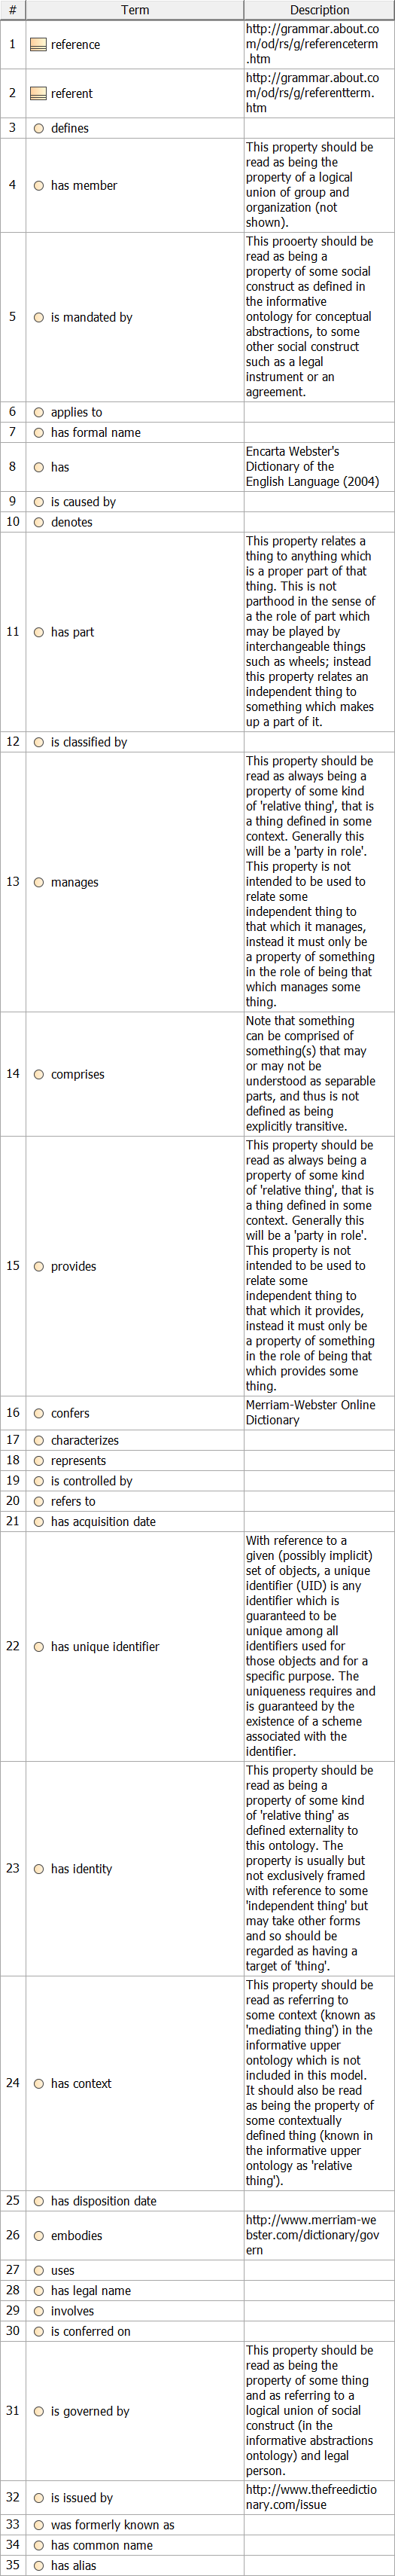 # Term Description
1 reference http://grammar.about.co
m/od/rs/g/referenceterm
.htm
2 referent http://grammar.about.co
m/od/rs/g/referentterm.
htm
3 defines
4 has member This property should be
read as being the
property of a logical
union of group and
organization (not
shown).
5 is mandated by This prooerty should be
read as being a
property of some social
construct as defined in
the informative
ontology for conceptual
abstractions, to some
other social construct
such as a legal
instrument or an
agreement.
6 applies to
7 has formal name
8 has Encarta Webster's
Dictionary of the
English Language (2004)
9 is caused by
10 denotes
11 has part This property relates a
thing to anything which
is a proper part of that
thing. This is not
parthood in the sense of
a the role of part which
may be played by
interchangeable things
such as wheels; instead
this property relates an
independent thing to
something which makes
up a part of it.
12 is classified by
13 manages This property should be
read as always being a
property of some kind
of 'relative thing', that is
a thing defined in some
context. Generally this
will be a 'party in role'.
This property is not
intended to be used to
relate some
independent thing to
that which it manages,
instead it must only be
a property of something
in the role of being that
which manages some
thing.
14 comprises Note that something
can be comprised of
something(s) that may
or may not be
understood as separable
parts, and thus is not
defined as being
explicitly transitive.
15 provides This property should be
read as always being a
property of some kind
of 'relative thing', that is
a thing defined in some
context. Generally this
will be a 'party in role'.
This property is not
intended to be used to
relate some
independent thing to
that which it provides,
instead it must only be
a property of something
in the role of being that
which provides some
thing.
16 confers Merriam-Webster Online
Dictionary
17 characterizes
18 represents
19 is controlled by
20 refers to
21 has acquisition date
22 has unique identifier With reference to a
given (possibly implicit)
set of objects, a unique
identifier (UID) is any
identifier which is
guaranteed to be
unique among all
identifiers used for
those objects and for a
specific purpose. The
uniqueness requires and
is guaranteed by the
existence of a scheme
associated with the
identifier.
23 has identity This property should be
read as being a
property of some kind
of 'relative thing' as
defined externality to
this ontology. The
property is usually but
not exclusively framed
with reference to some
'independent thing' but
may take other forms
and so should be
regarded as having a
target of 'thing'.
24 has context This property should be
read as referring to
some context (known as
'mediating thing') in the
informative upper
ontology which is not
included in this model.
It should also be read
as being the property of
some contextually
defined thing (known in
the informative upper
ontology as 'relative
thing').
25 has disposition date
26 embodies http://www.merriam-we
bster.com/dictionary/gov
ern
27 uses
28 has legal name
29 involves
30 is conferred on
31 is governed by This property should be
read as being the
property of some thing
and as referring to a
logical union of social
construct (in the
informative abstractions
ontology) and legal
person.
32 is issued by http://www.thefreedictio
nary.com/issue
33 was formerly known as
34 has common name
35 has alias